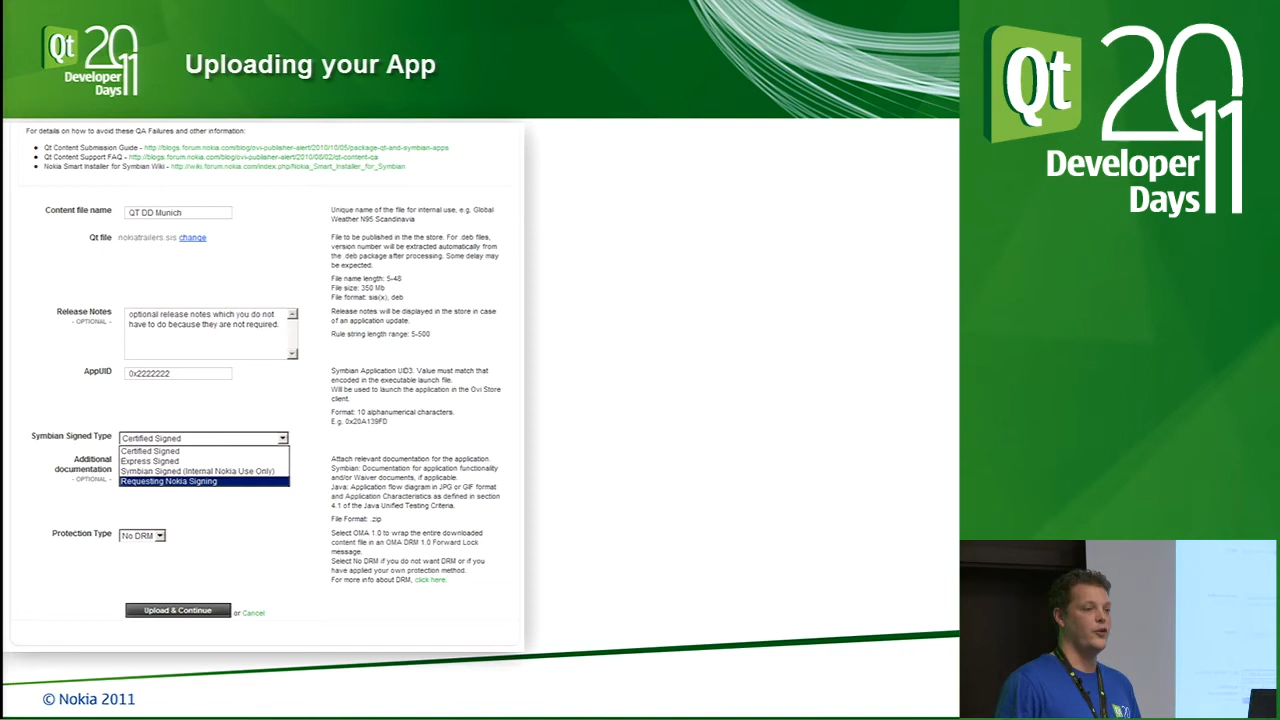 Qt 2011
Developer
Days
Uploading your App
For details on how to avoid these QA Failures and other information:
Qt Content Submission Guide - http://blogs.forum.nokia.com/blog/ovi-publisher-alert/2010/10/05/package-qt-and-symbian-apps
Qt Content Support FAQ - http://blogs.forum.nokia.com/blog/ovi-publisher-alert/2010/08/02/qt-content-qa
Nokia Smart Installer for Symbian Wiki - http://wiki.forum.nokia.com/index.php/Nokia_Smart_Installer_for_Symbian
Content file name
QT DD Munich
Unique name of the file for internal use, e.g. Global
Weather N95 Scandinavia
Qt file nokiatrailers.sis change
File to be published in the the store. For .deb files,
version number will be extracted automatically from
the .deb package after processing. Some delay may
be expected.
File name length: 5-48
File size: 350 Mb
File format: sis(x), deb
Release Notes
- OPTIONAL -
optional release notes which you do not
have to do because they are not required.
Release notes will be displayed in the store in case
of an application update.
Rule string length range: 5-500
AppUID
0x2222222
Symbian Application UID3. Value must match that
encoded in the executable launch file.
Will be used to launch the application in the Ovi Store
client.
Format: 10 alphanumerical characters.
E.g. 0x20A139FD
Symbian Signed Type
Certified Signed
Certified Signed
Express Signed
Symbian Signed (Internal Nokia Use Only)
Requesting Nokia Signing
Additional
documentation
- OPTIONAL -
Attach relevant documentation for the application.
Symbian: Documentation for application functionality
and/or Waiver documents, if applicable.
Java: Application flow diagram in JPG or GIF format
and Application Characteristics as defined in section
4.1 of the Java Unified Testing Criteria.
File Format: .zip
Protection Type
No DRM
Select OMA 1.0 to wrap the entire downloaded
content file in an OMA DRM 1.0 Forward Lock
message.
Select No DRM if you do not want DRM or if you
have applied your own protection method.
For more info about DRM, click here.
Upload & Continue or Cancel
© Nokia 2011
Qt 2011
Developer
Days